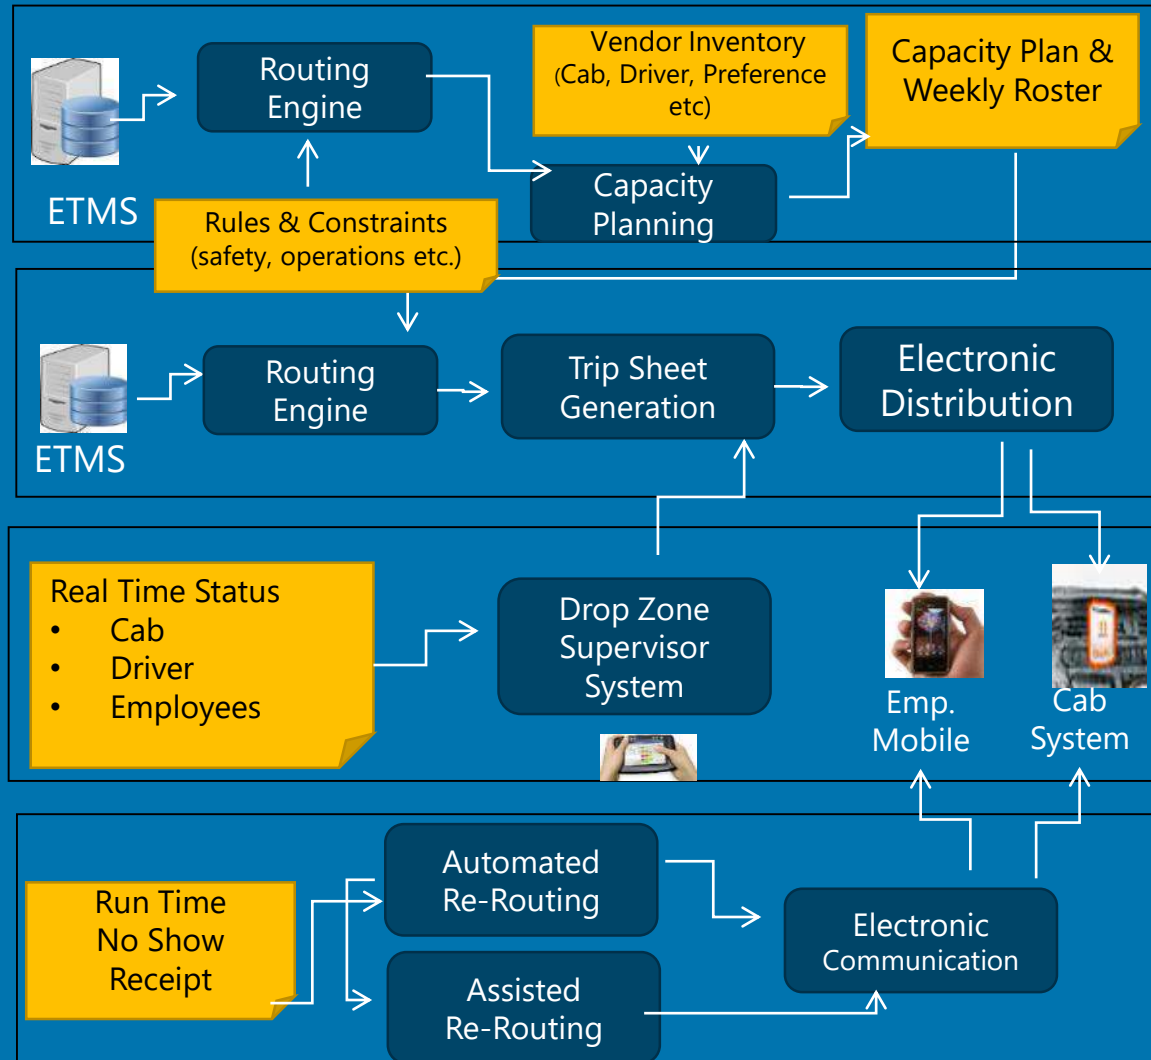 Routing
Engine
Vendor Inventory
(Cab, Driver, Preference
etc)
Capacity Plan &
Weekly Roster
ETMS
Capacity
Planning
Rules & Constraints
(safety, operations etc.)
Routing
Engine
Trip Sheet
Generation
Electronic
Distribution
ETMS
Real Time Status
• Cab
• Driver
• Employees
Drop Zone
Supervisor
System
Emp.
Mobile
Cab
System
Run Time
No Show
Receipt
Automated
Re-Routing
Assisted
Re-Routing
Electronic
Communication